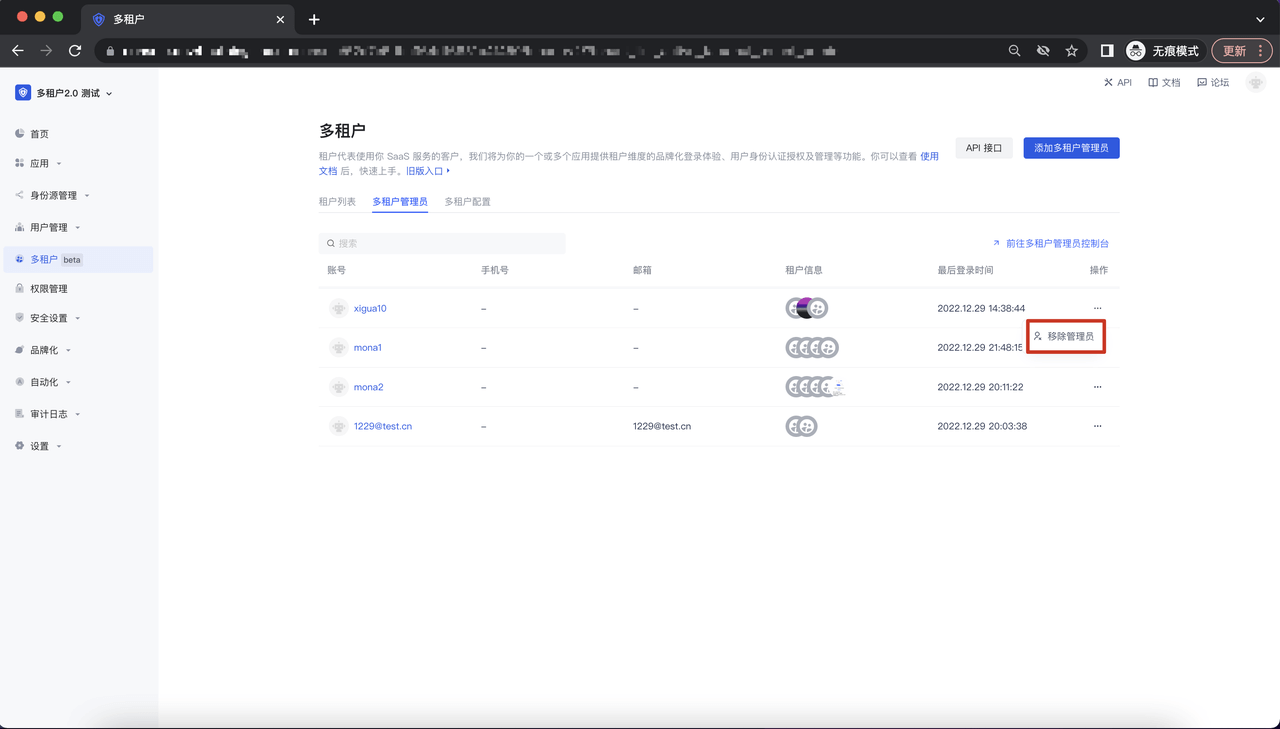 多租户
无痕模式
更新
多租户2.0 测试
API
文档
论坛
首页
应用
身份源管理
用户管理
多租户 beta
权限管理
安全设置
品牌化
自动化
审计日志
设置
多租户
租户代表使用你 SaaS 服务的客户，我们将为你的一个或多个应用提供租户维度的品牌化登录体验、用户身份认证授权及管理等功能。你可以查看 使用
文档 后，快速上手。旧版入口
API 接口
添加多租户管理员
租户列表 多租户管理员 多租户配置
搜索
前往多租户管理员控制台
账号 手机号 邮箱 租户信息 最后登录时间 操作
xigua10 – – 2022.12.29 14:38:44 ...
移除管理员
mona1 – – 2022.12.29 21:48:15
mona2 – – 2022.12.29 20:11:22 ...
1229@test.cn – 1229@test.cn 2022.12.29 20:03:38 ...